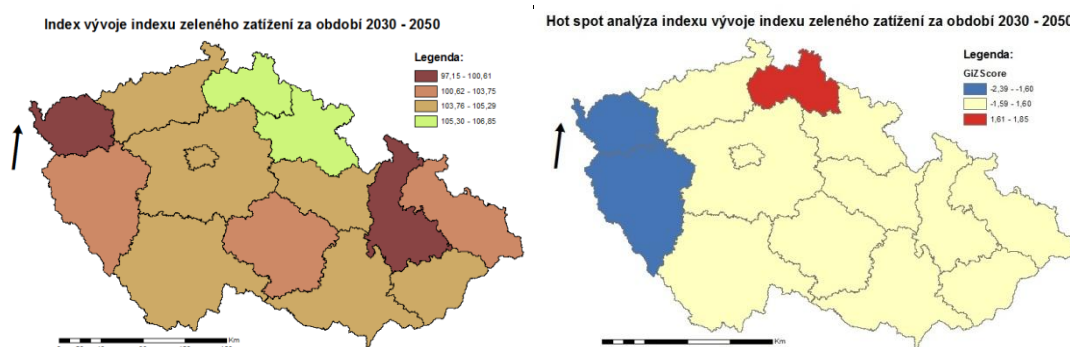 Index vývoje indexu zeleného zatížení za období 2030 - 2050
Legenda:
97,15 - 100,61
100,62 - 103,75
103,76 - 105,29
105,30 - 106,85
Km
Hot spot analýza indexu vývoje indexu zeleného zatížení za období 2030 - 2050
Legenda:
GIZ Score
-2,39 - -1,60
-1,59 - 1,60
1,61 - 1,85
Km